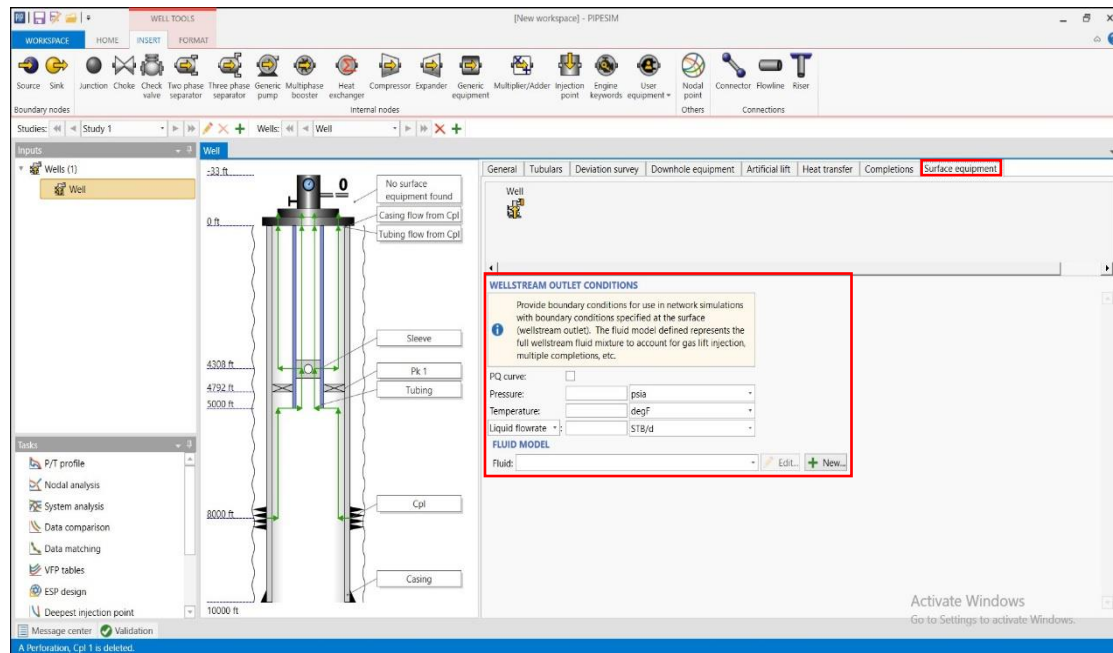 PIP
WELL TOOLS
[New workspace] - PIPESIM
WORKSPACE HOME INSERT FORMAT
Source Sink Junction Choke Check valve Two phase separator Three phase separator Generic pump Multiphase booster Heat exchanger Compressor Expander Generic equipment Multiplier/Adder Injection point Engine keywords User equipment Nodal point Connector Flowline Riser
Boundary nodes Internal nodes Others Connections
Studies: Study 1 Wells: Well
Inputs
Wells (1)
Well
Tasks
P/T profile
Nodal analysis
System analysis
Data comparison
Data matching
VFP tables
ESP design
Deepest injection point
Well
-33 ft
0
No surface
equipment found
Casing flow from Cpl
0 ft
Tubing flow from Cpl
Sleeve
4308 ft
Pk 1
4792 ft
Tubing
5000 ft
Cpl
8000 ft
Casing
10000 ft
General Tubulars Deviation survey Downhole equipment Artificial lift Heat transfer Completions Surface equipment
Well
WELLSTREAM OUTLET CONDITIONS
Provide boundary conditions for use in network simulations
with boundary conditions specified at the surface
(wellstream outlet). The fluid model defined represents the
full wellstream fluid mixture to account for gas lift injection,
multiple completions, etc.
PQ curve:
Pressure: psia
Temperature: degF
Liquid flowrate : STB/d
FLUID MODEL
Fluid: Edit... New...
Activate Windows
Go to Settings to activate Windows.
Message center Validation
A Perforation, Cpl 1 is deleted.